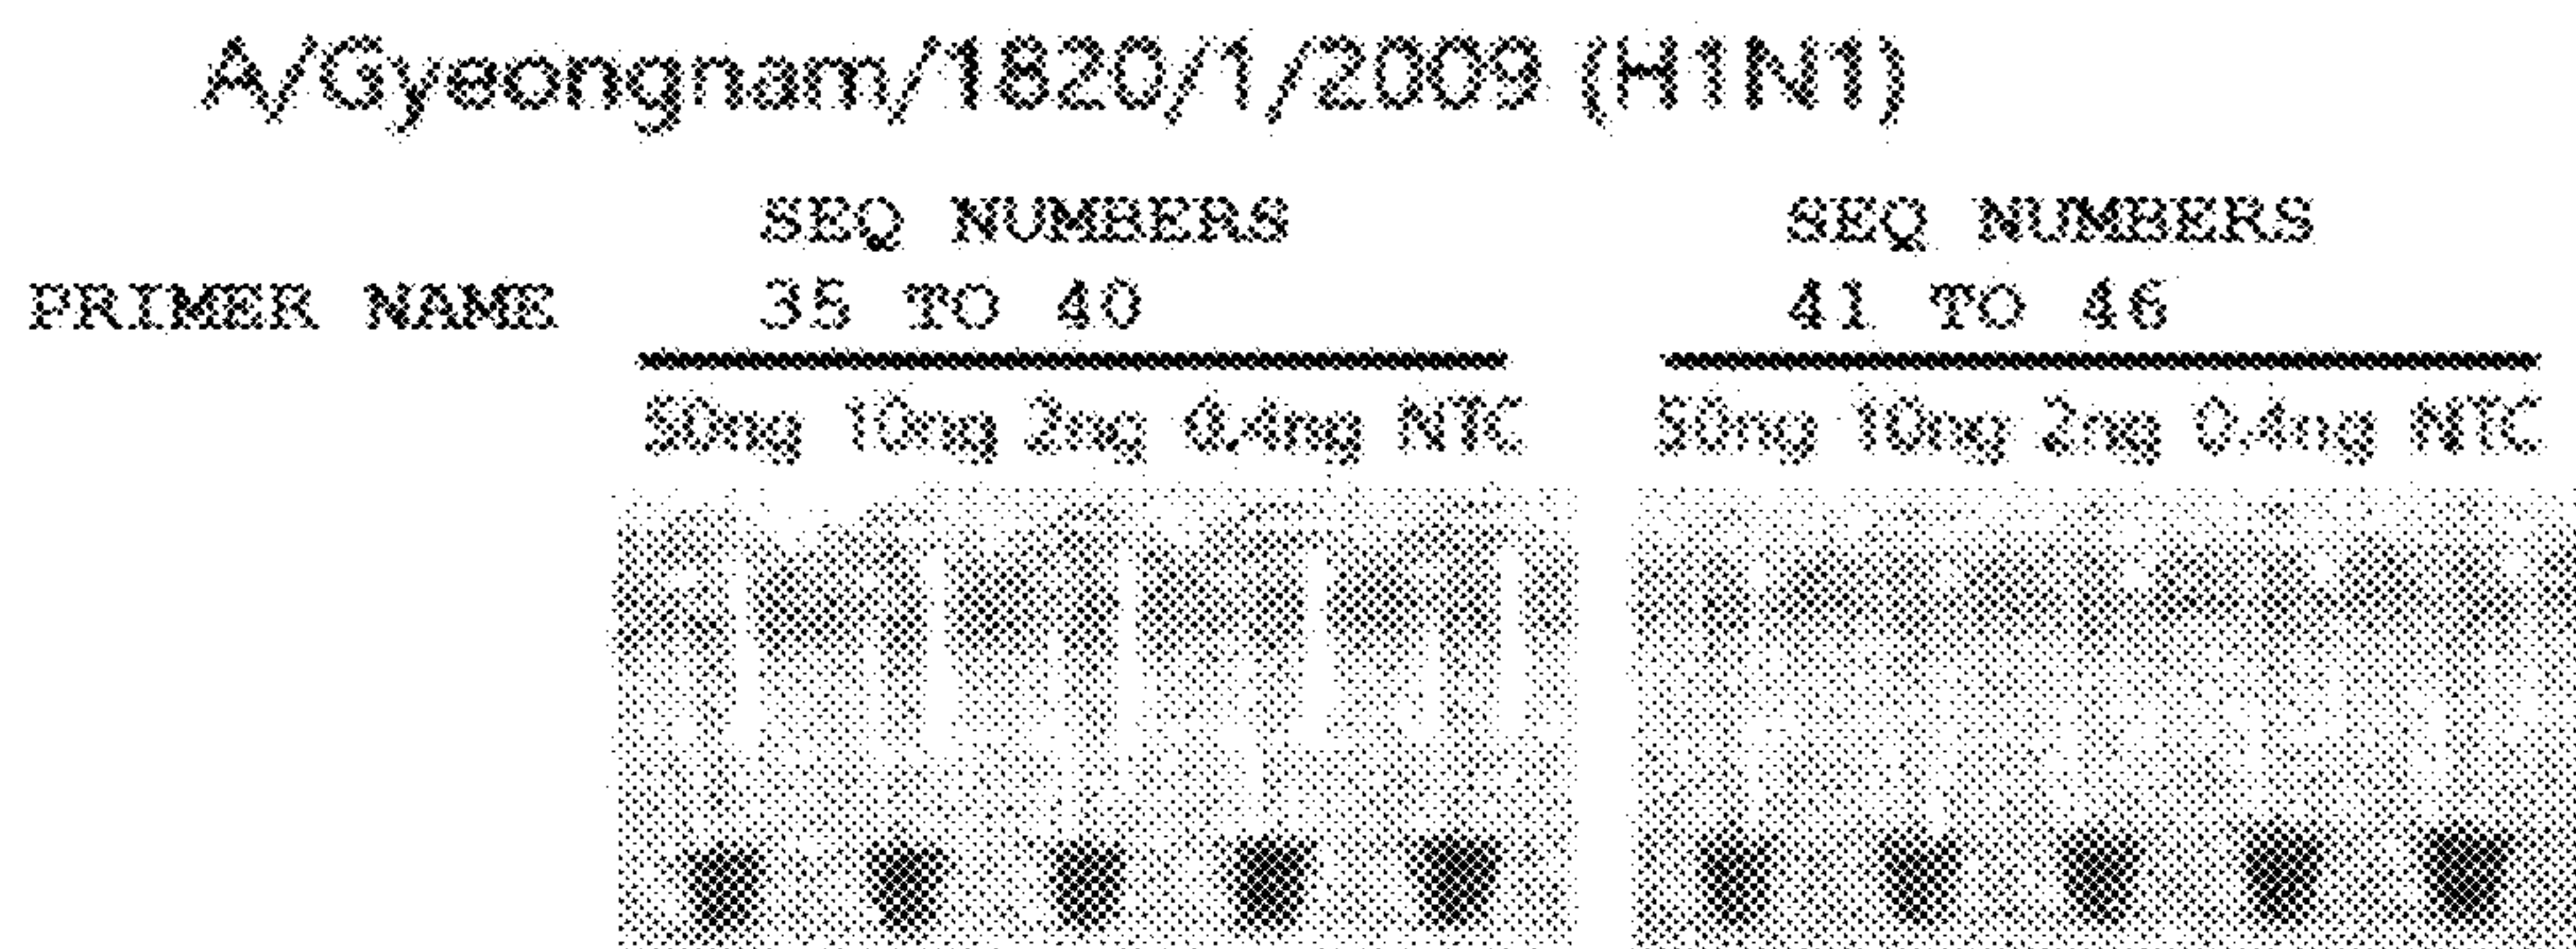 A/Gyeongnam/1820/1/2009 (H1N1)
SEQ NUMBERS SEQ NUMBERS
PRIMER NAME 35 TO 40 41 TO 46
50ng 10ng 2ng 0.4ng NTC 50ng 10ng 2ng 0.4ng NTC